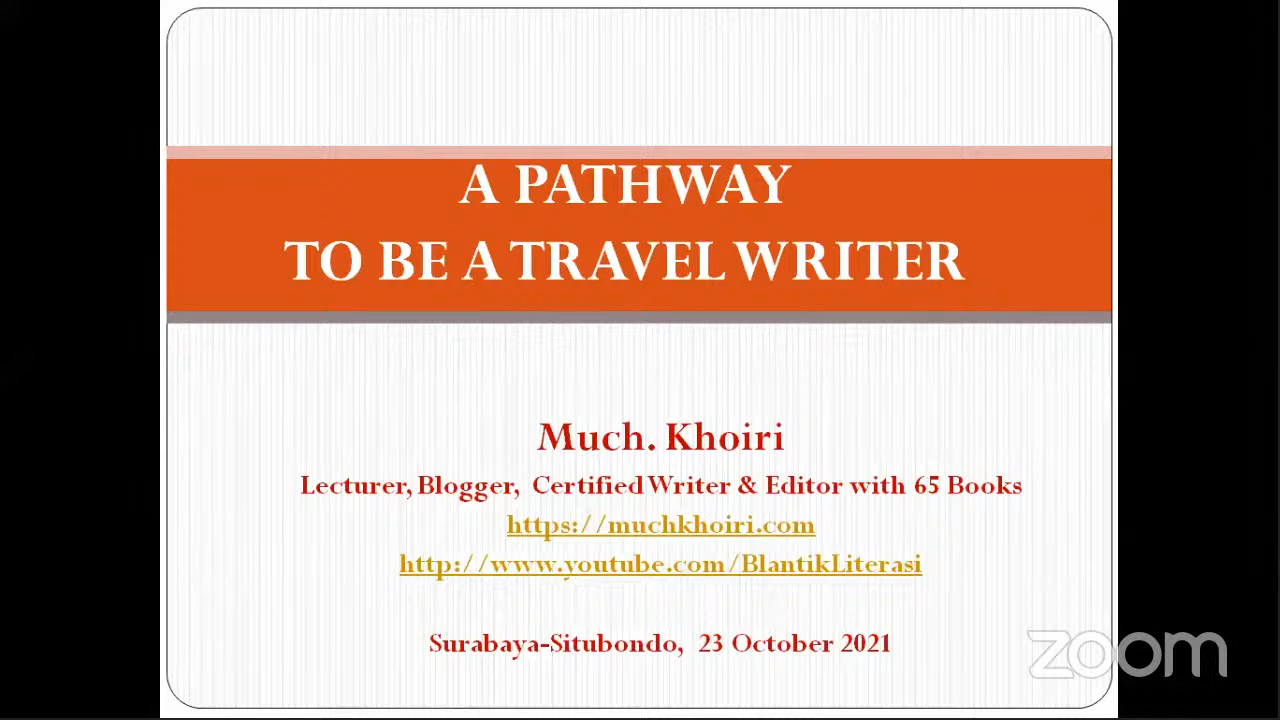 A PATHWAY
TO BE A TRAVEL WRITER
Much. Khoiri
Lecturer, Blogger, Certified Writer & Editor with 65 Books
https://muchkhoiri.com
http://www.youtube.com/BlantikLiterasi
Surabaya-Situbondo, 23 October 2021
zoom